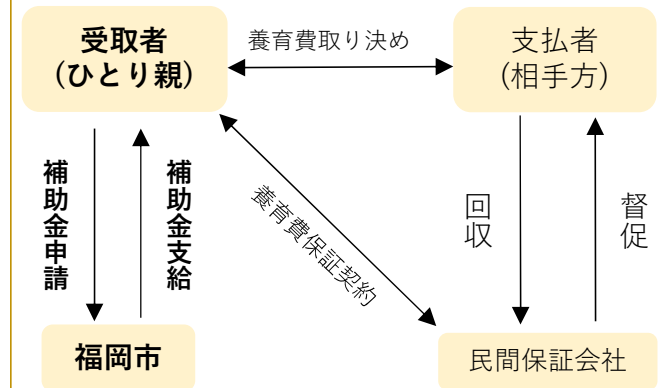 受取者
(ひとり親)
養育費取り決め
支払者
(相手方)
補助金申請
補助金支給
養育費保証契約
回収
督促
福岡市
民間保証会社